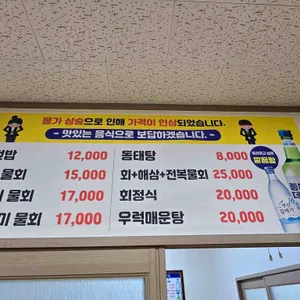 물가 상승으로 인해 가격이 인상되었습니다.
- 맛있는 음식으로 보답하겠습니다. -
덮밥 12,000
물회 15,000
물회 17,000
미 물회 17,000
동태탕 8,000
회+해삼+전복물회 25,000
회정식 20,000
우럭매운탕 20,000